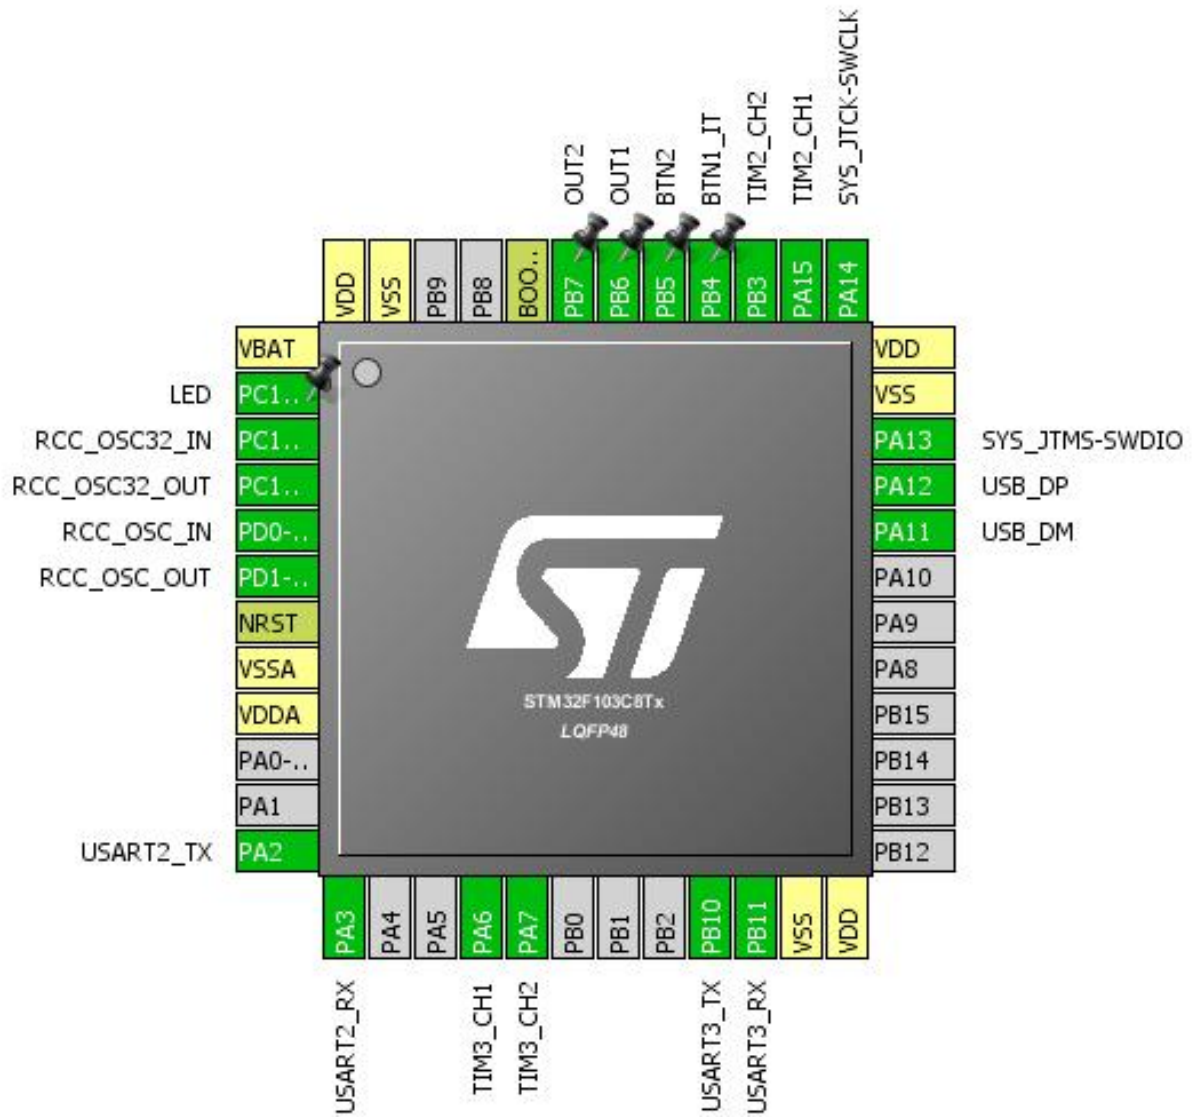 OUT2
OUT1
BTN2
BTN1_IT
TIM2_CH2
TIM2_CH1
SYS_JTCK-SWCLK
VDD
VSS
PB9
PB8
BOO..
PB7
PB6
PB5
PB4
PB3
PA15
PA14
VBAT
LED PC1..
RCC_OSC32_IN PC1..
RCC_OSC32_OUT PC1..
RCC_OSC_IN PD0-..
RCC_OSC_OUT PD1-..
NRST
VSSA
VDDA
PA0-..
PA1
USART2_TX PA2
STM32F103C8Tx
LQFP48
VDD
VSS
PA13 SYS_JTMS-SWDIO
PA12 USB_DP
PA11 USB_DM
PA10
PA9
PA8
PB15
PB14
PB13
PB12
PA3
PA4
PA5
PA6
PA7
PB0
PB1
PB2
PB10
PB11
VSS
VDD
USART2_RX
TIM3_CH1
TIM3_CH2
USART3_TX
USART3_RX